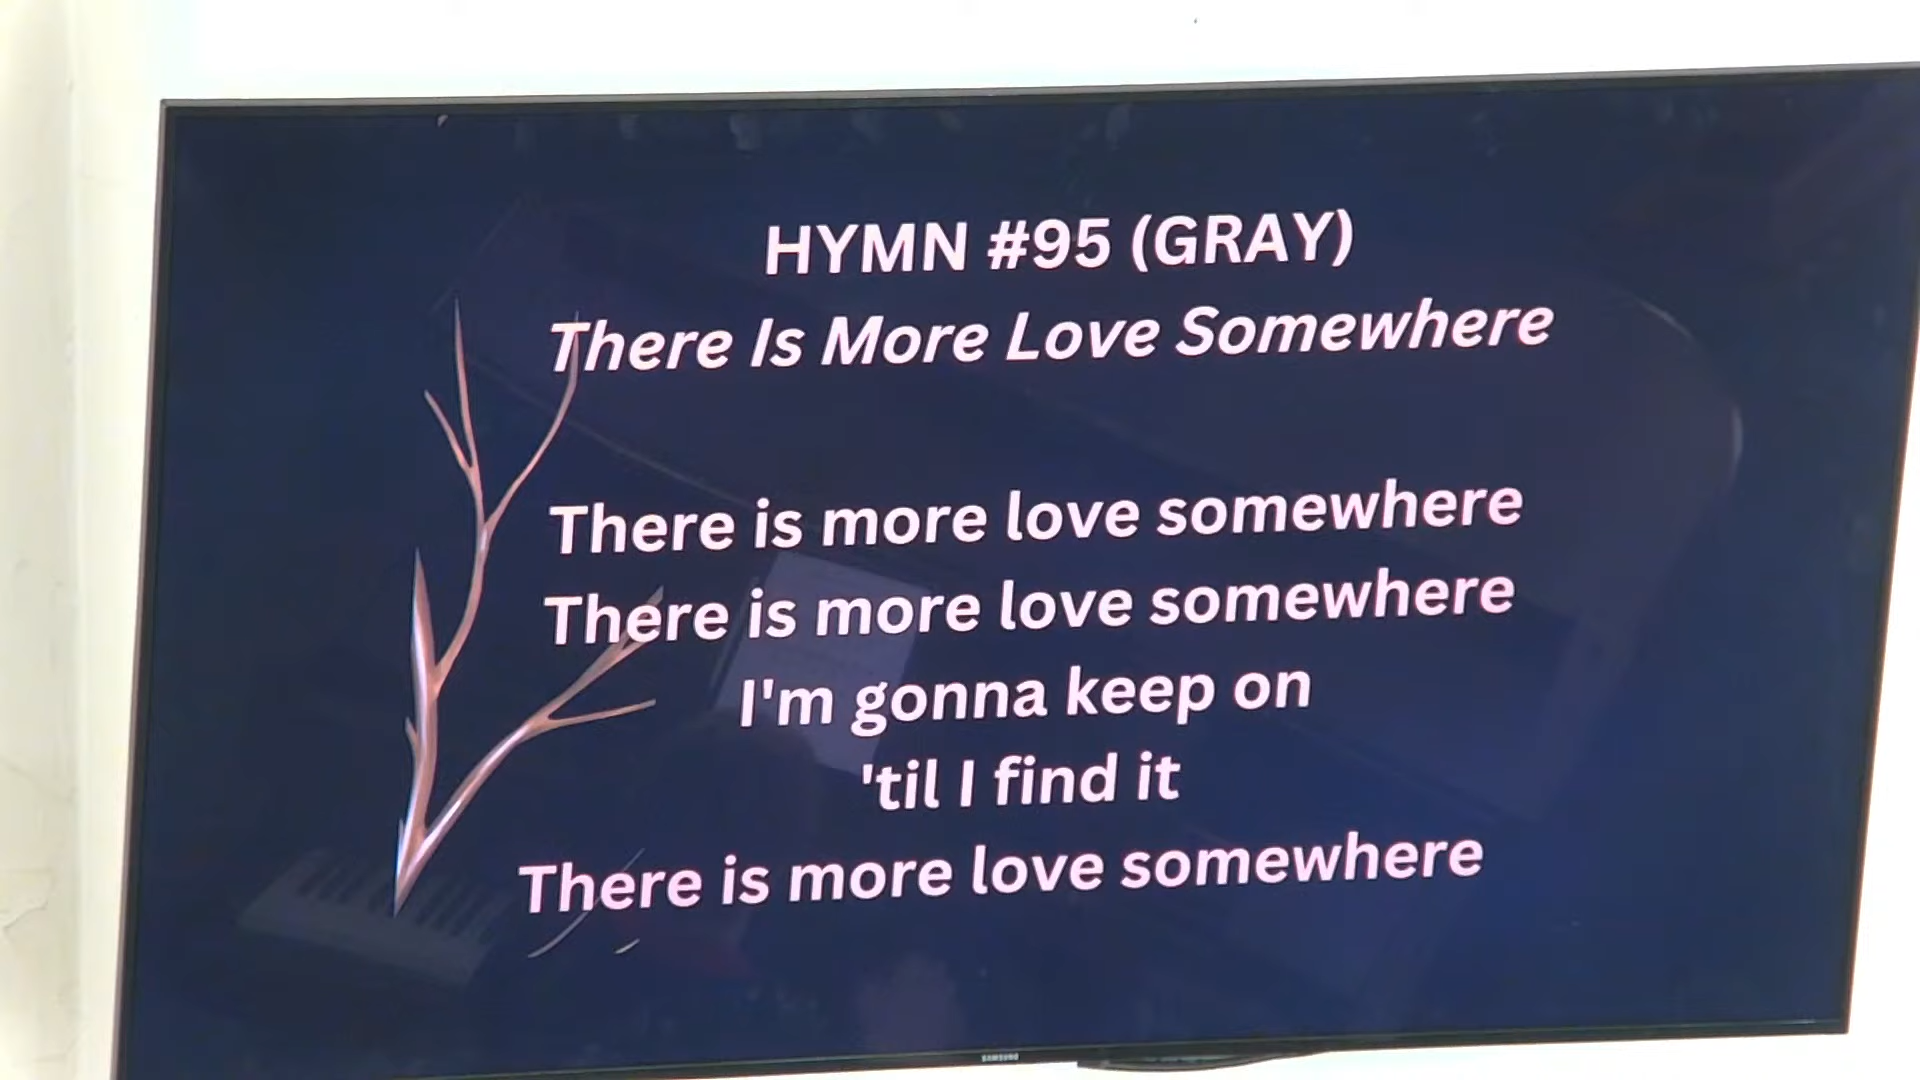 HYMN #95 (GRAY)
There Is More Love Somewhere
There is more love somewhere
There is more love somewhere
I'm gonna keep on
'til I find it
There is more love somewhere
SAMSUNG